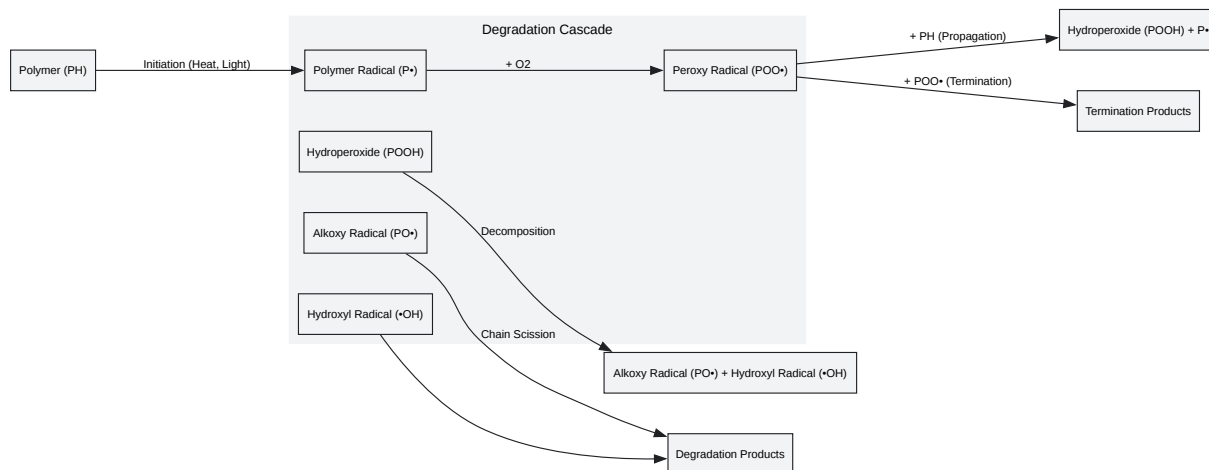 Degradation Cascade
Polymer (PH)
Initiation (Heat, Light)
Polymer Radical (P•)
+ O2
Peroxy Radical (POO•)
+ PH (Propagation)
Hydroperoxide (POOH) + P•
+ POO• (Termination)
Termination Products
Hydroperoxide (POOH)
Decomposition
Alkoxy Radical (PO•)
Chain Scission
Hydroxyl Radical (•OH)
Alkoxy Radical (PO•) + Hydroxyl Radical (•OH)
Degradation Products